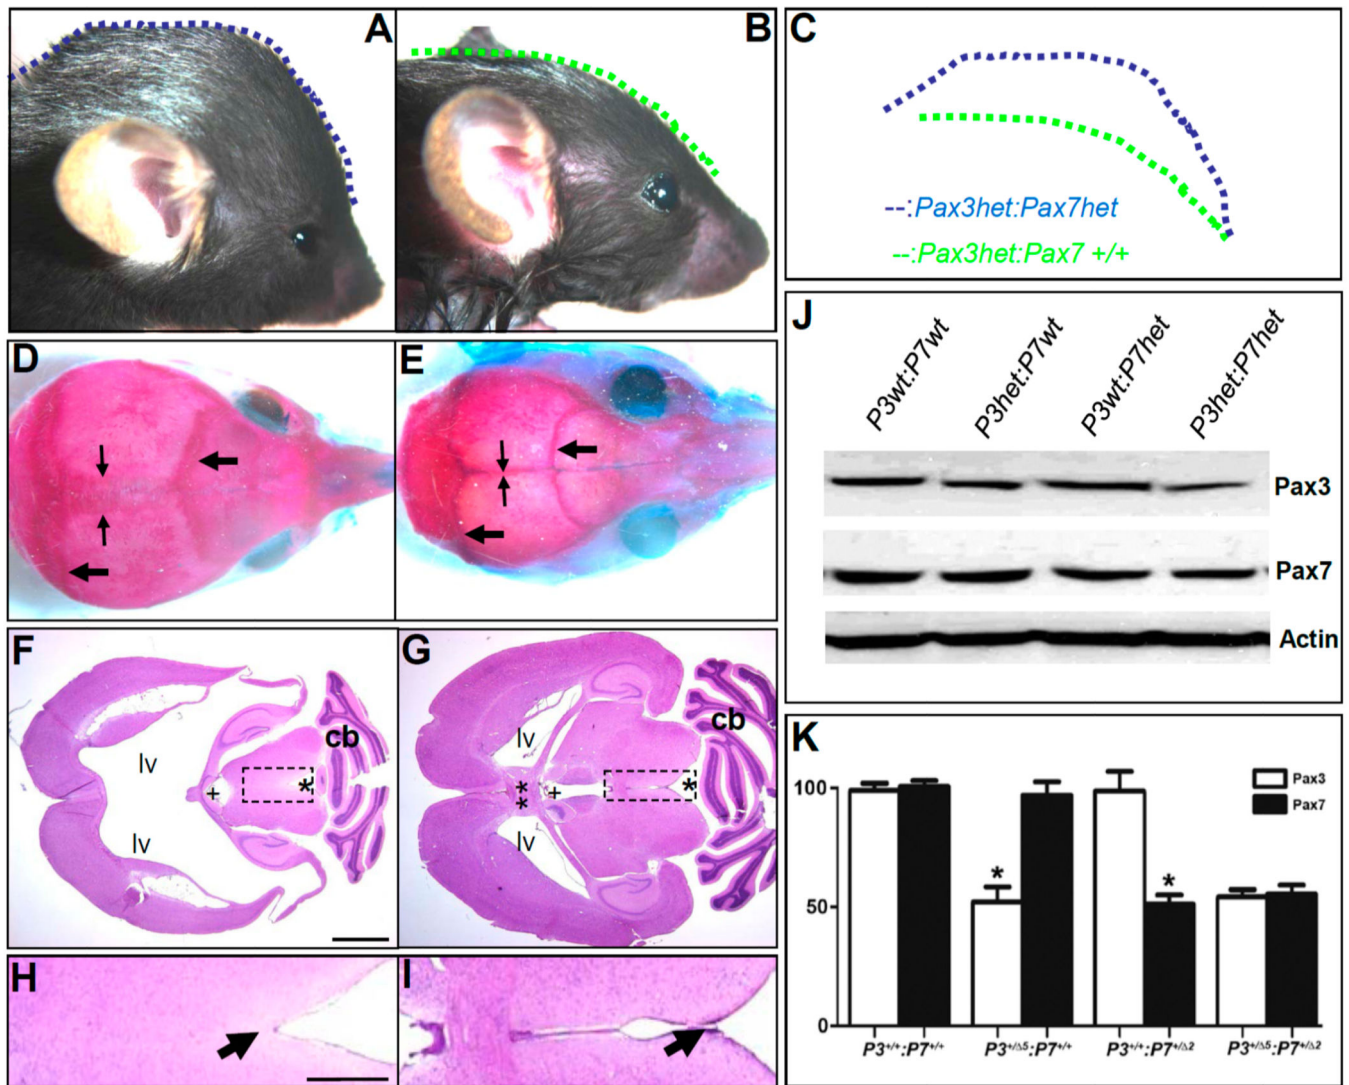 A
B
C
--:Pax3het:Pax7het
--:Pax3het:Pax7 +/+
D
E
J
P3wt:P7wt
P3het:P7wt
P3wt:P7het
P3het:P7het
Pax3
Pax7
Actin
F
lv
lv
+
*
cb
G
lv
lv
**
+
*
cb
H
I
K
Pax3
Pax7
100
50
0
*
*
P3+/+:P7+/+
P3+/Δ5:P7+/+
P3+/+:P7+/Δ2
P3+/Δ5:P7+/Δ2